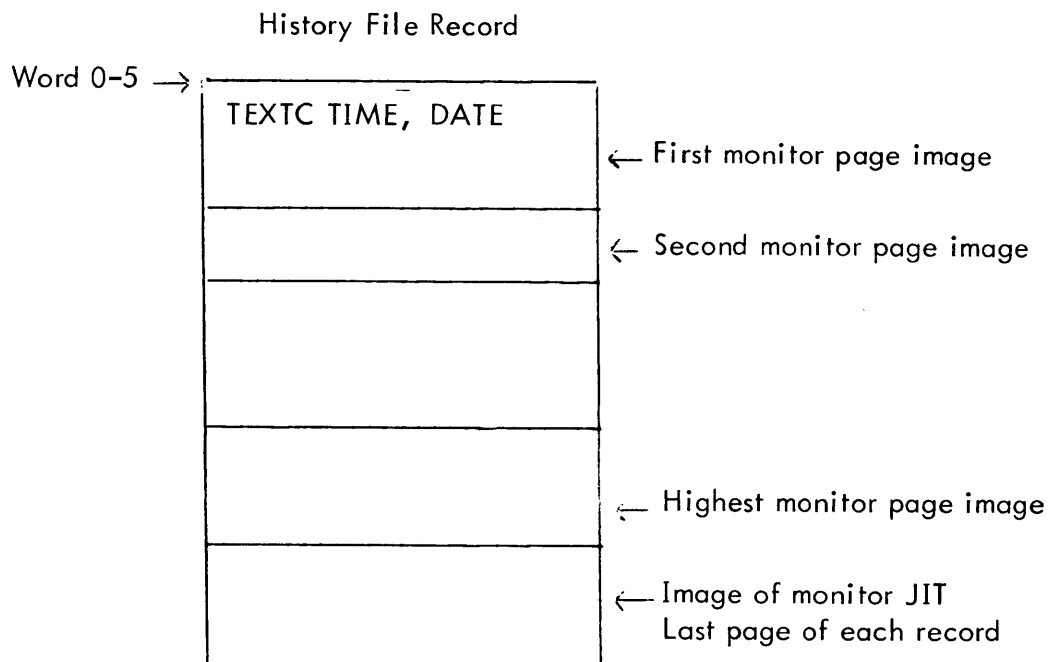 History File Record
Word 0-5 →
TEXTC TIME, DATE
← First monitor page image
← Second monitor page image
← Highest monitor page image
← Image of monitor JIT
Last page of each record